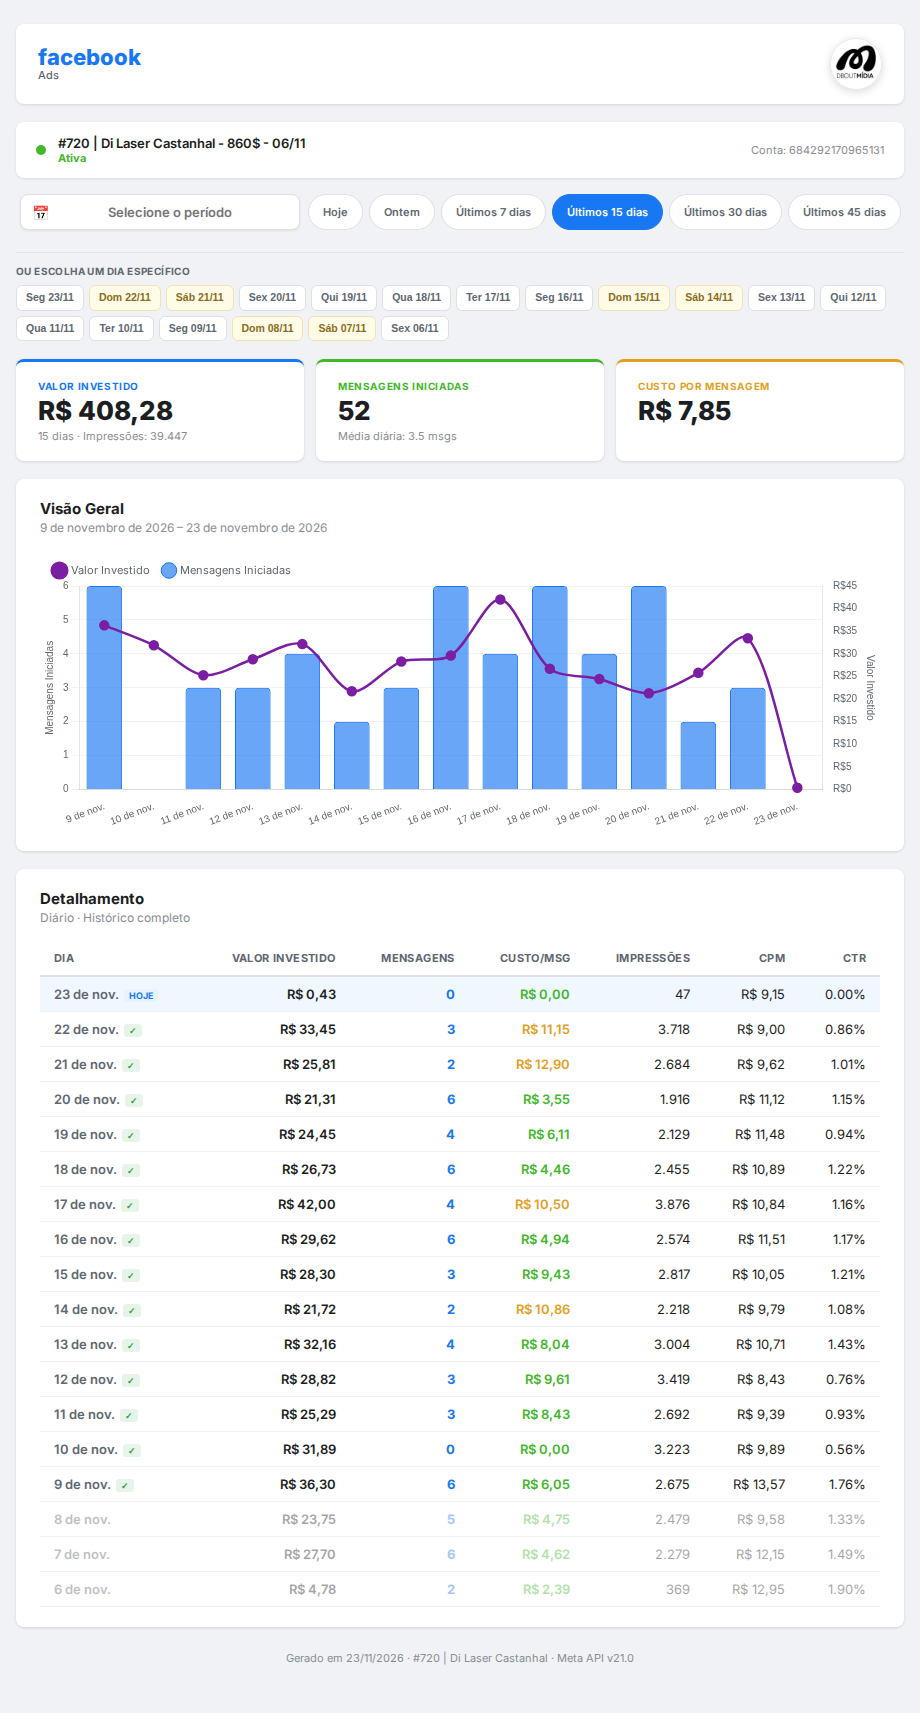 facebook
Ads
DBOUTMÍDIA
#720 | Di Laser Castanhal - 860$ - 06/11
Ativa
Conta: 684292170965131
📅 Selecione o período Hoje Ontem Últimos 7 dias Últimos 15 dias Últimos 30 dias Últimos 45 dias
OU ESCOLHA UM DIA ESPECÍFICO
Seg 23/11 Dom 22/11 Sáb 21/11 Sex 20/11 Qui 19/11 Qua 18/11 Ter 17/11 Seg 16/11 Dom 15/11 Sáb 14/11 Sex 13/11 Qui 12/11
Qua 11/11 Ter 10/11 Seg 09/11 Dom 08/11 Sáb 07/11 Sex 06/11
VALOR INVESTIDO
R$ 408,28
15 dias · Impressões: 39.447
MENSAGENS INICIADAS
52
Média diária: 3.5 msgs
CUSTO POR MENSAGEM
R$ 7,85
Visão Geral
9 de novembro de 2026 – 23 de novembro de 2026
Valor Investido Mensagens Iniciadas
Mensagens Iniciadas
6
5
4
3
2
1
0
R$45
R$40
R$35
R$30
R$25
R$20
R$15
R$10
R$5
R$0
Valor Investido
9 de nov. 10 de nov. 11 de nov. 12 de nov. 13 de nov. 14 de nov. 15 de nov. 16 de nov. 17 de nov. 18 de nov. 19 de nov. 20 de nov. 21 de nov. 22 de nov. 23 de nov.
Detalhamento
Diário · Histórico completo
DIA VALOR INVESTIDO MENSAGENS CUSTO/MSG IMPRESSÕES CPM CTR
23 de nov. HOJE R$ 0,43 0 R$ 0,00 47 R$ 9,15 0.00%
22 de nov. ✓ R$ 33,45 3 R$ 11,15 3.718 R$ 9,00 0.86%
21 de nov. ✓ R$ 25,81 2 R$ 12,90 2.684 R$ 9,62 1.01%
20 de nov. ✓ R$ 21,31 6 R$ 3,55 1.916 R$ 11,12 1.15%
19 de nov. ✓ R$ 24,45 4 R$ 6,11 2.129 R$ 11,48 0.94%
18 de nov. ✓ R$ 26,73 6 R$ 4,46 2.455 R$ 10,89 1.22%
17 de nov. ✓ R$ 42,00 4 R$ 10,50 3.876 R$ 10,84 1.16%
16 de nov. ✓ R$ 29,62 6 R$ 4,94 2.574 R$ 11,51 1.17%
15 de nov. ✓ R$ 28,30 3 R$ 9,43 2.817 R$ 10,05 1.21%
14 de nov. ✓ R$ 21,72 2 R$ 10,86 2.218 R$ 9,79 1.08%
13 de nov. ✓ R$ 32,16 4 R$ 8,04 3.004 R$ 10,71 1.43%
12 de nov. ✓ R$ 28,82 3 R$ 9,61 3.419 R$ 8,43 0.76%
11 de nov. ✓ R$ 25,29 3 R$ 8,43 2.692 R$ 9,39 0.93%
10 de nov. ✓ R$ 31,89 0 R$ 0,00 3.223 R$ 9,89 0.56%
9 de nov. ✓ R$ 36,30 6 R$ 6,05 2.675 R$ 13,57 1.76%
8 de nov. R$ 23,75 5 R$ 4,75 2.479 R$ 9,58 1.33%
7 de nov. R$ 27,70 6 R$ 4,62 2.279 R$ 12,15 1.49%
6 de nov. R$ 4,78 2 R$ 2,39 369 R$ 12,95 1.90%
Gerado em 23/11/2026 · #720 | Di Laser Castanhal · Meta API v21.0